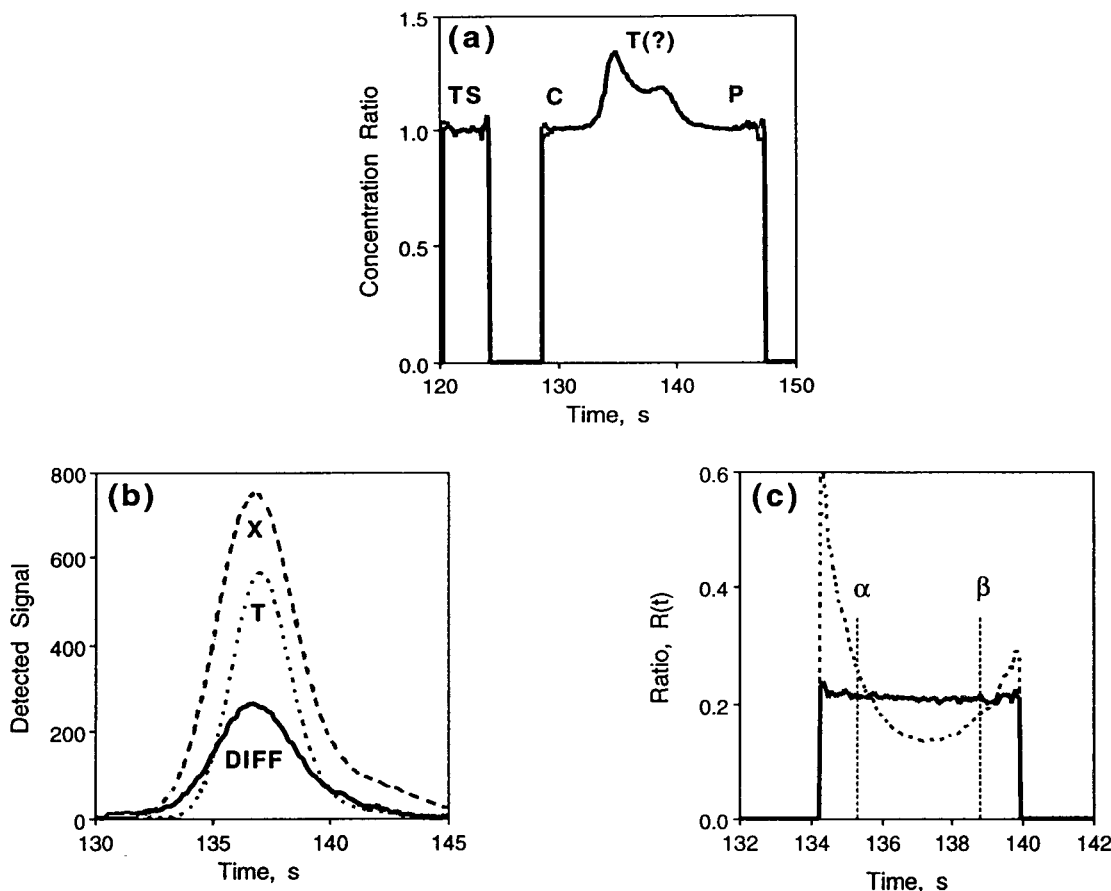 (a)
T(?)
TS
C
P
Concentration Ratio
1.5
1.0
0.5
0.0
120
130
140
150
Time, s
(b)
X
T
DIFF
Detected Signal
800
600
400
200
0
130
135
140
145
Time, s
(c)
α
β
Ratio, R(t)
0.6
0.4
0.2
0.0
132
134
136
138
140
142
Time, s